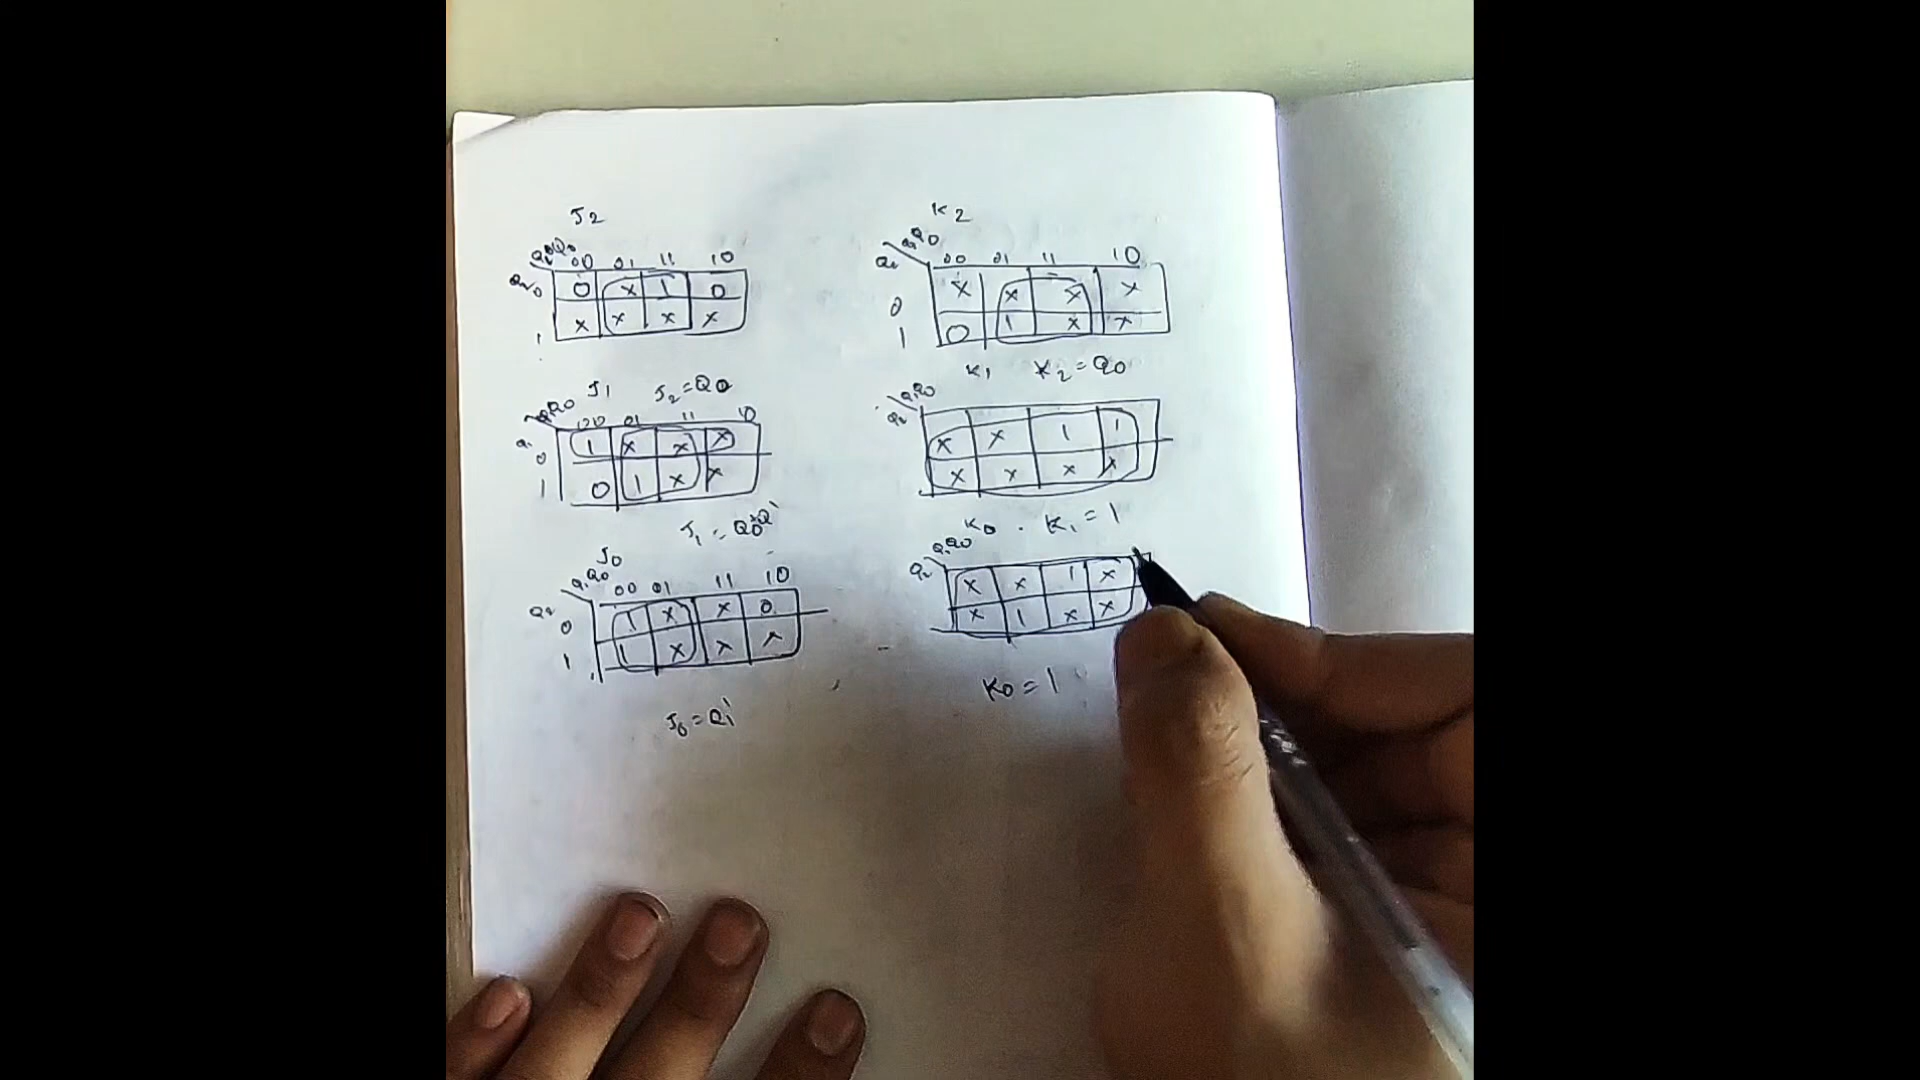 J2
Q1Q0
Q2 00 01 11 10
0 0 x 1 0
1 x x x x
J2 = Q0
K2
Q1Q0
Q2 00 01 11 10
0 x x x x
1 0 1 x x
K2 = Q0
J1
Q1Q0
00 01 11 10
0 1 x x x
1 0 1 x x
J1 = Q0+Q2'
K1
Q1Q0
Q2
x x 1 1
x x x x
K1 = 1
J0
Q1Q0
Q2 00 01 11 10
0 1 x x 0
1 1 x x x
J0 = Q1'
K0
Q1Q0
Q2
x x 1 x
x 1 x x
K0 = 1